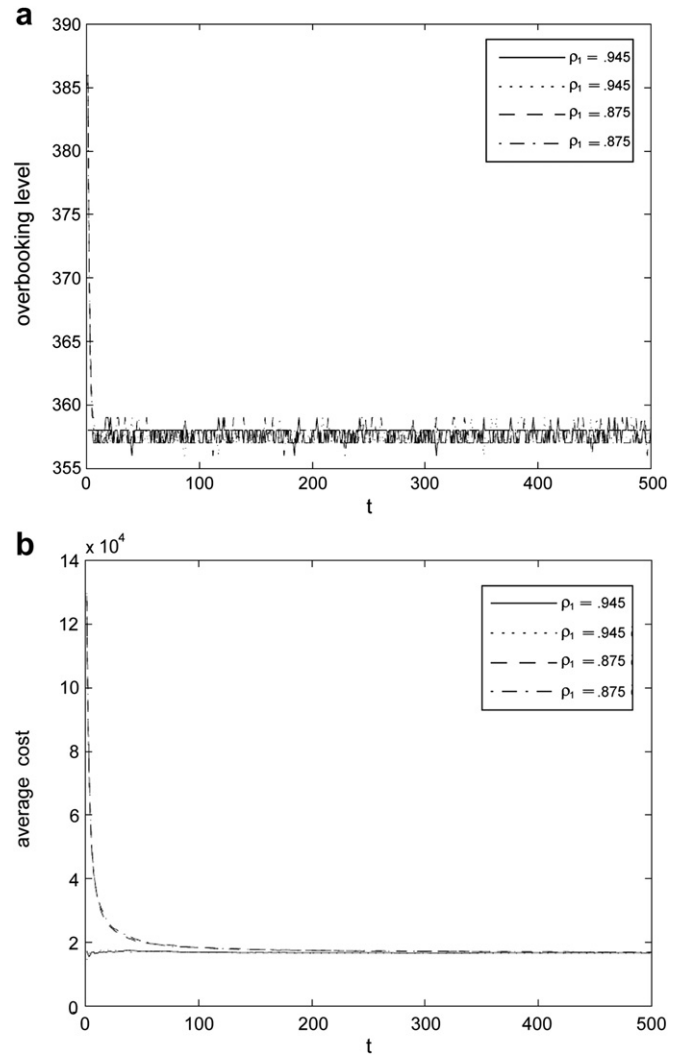 a
390
385
380
375
370
365
360
355
overbooking level
ρ₁ = .945
ρ₁ = .945
ρ₁ = .875
ρ₁ = .875
0 100 200 300 400 500
t
b
x 10⁴
14
12
10
8
6
4
2
0
average cost
ρ₁ = .945
ρ₁ = .945
ρ₁ = .875
ρ₁ = .875
0 100 200 300 400 500
t